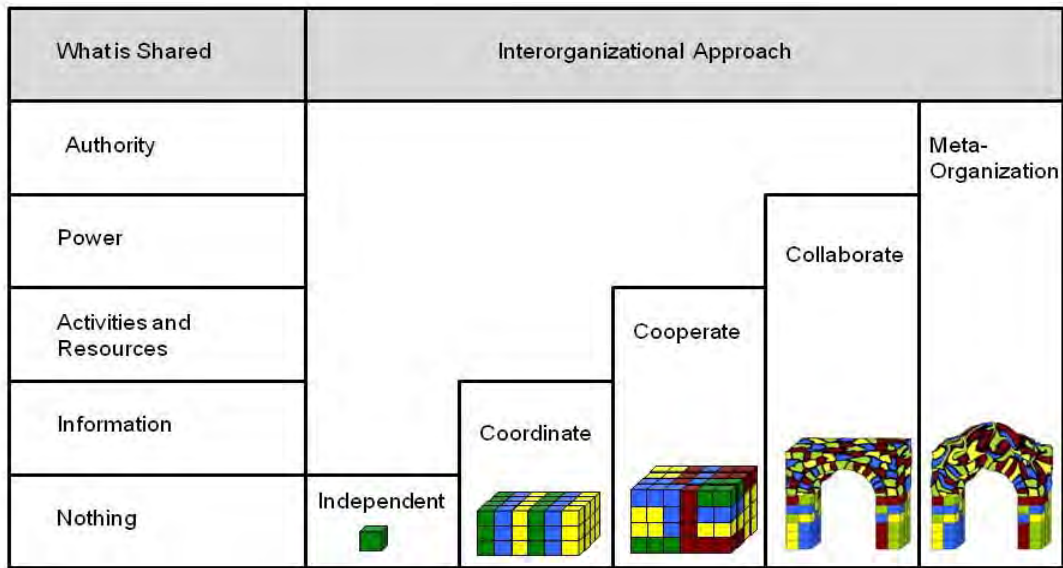 What is Shared
Interorganizational Approach
Authority
Meta-
Organization
Power
Collaborate
Activities and
Resources
Cooperate
Information
Coordinate
Nothing
Independent